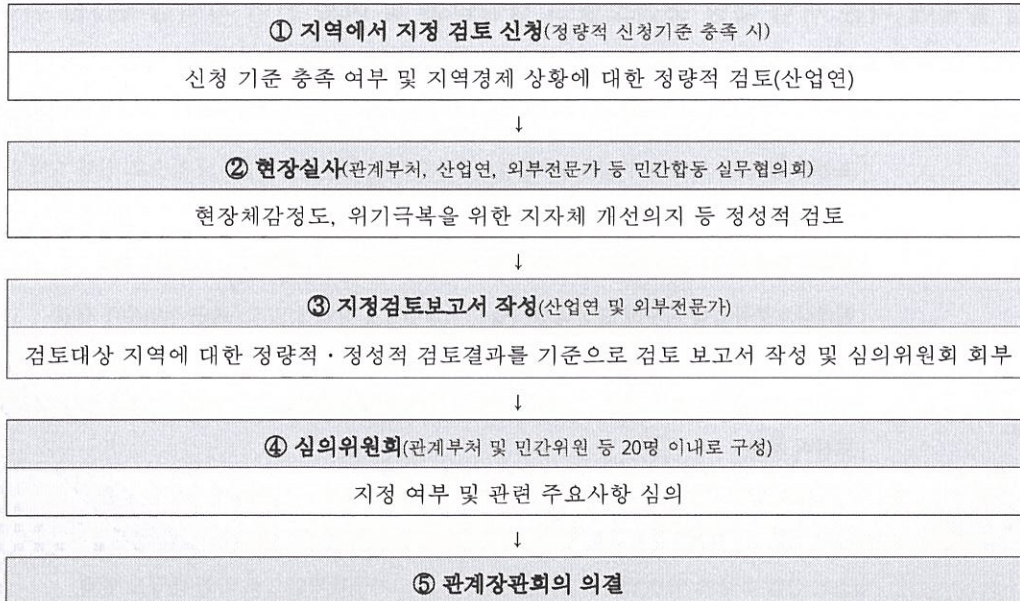 ① 지역에서 지정 검토 신청(정량적 신청기준 충족 시)
신청 기준 충족 여부 및 지역경제 상황에 대한 정량적 검토(산업연)
↓
② 현장실사(관계부처, 산업연, 외부전문가 등 민간합동 실무협의회)
현장체감정도, 위기극복을 위한 지자체 개선의지 등 정성적 검토
↓
③ 지정검토보고서 작성(산업연 및 외부전문가)
검토대상 지역에 대한 정량적·정성적 검토결과를 기준으로 검토 보고서 작성 및 심의위원회 회부
↓
④ 심의위원회(관계부처 및 민간위원 등 20명 이내로 구성)
지정 여부 및 관련 주요사항 심의
↓
⑤ 관계장관회의 의결